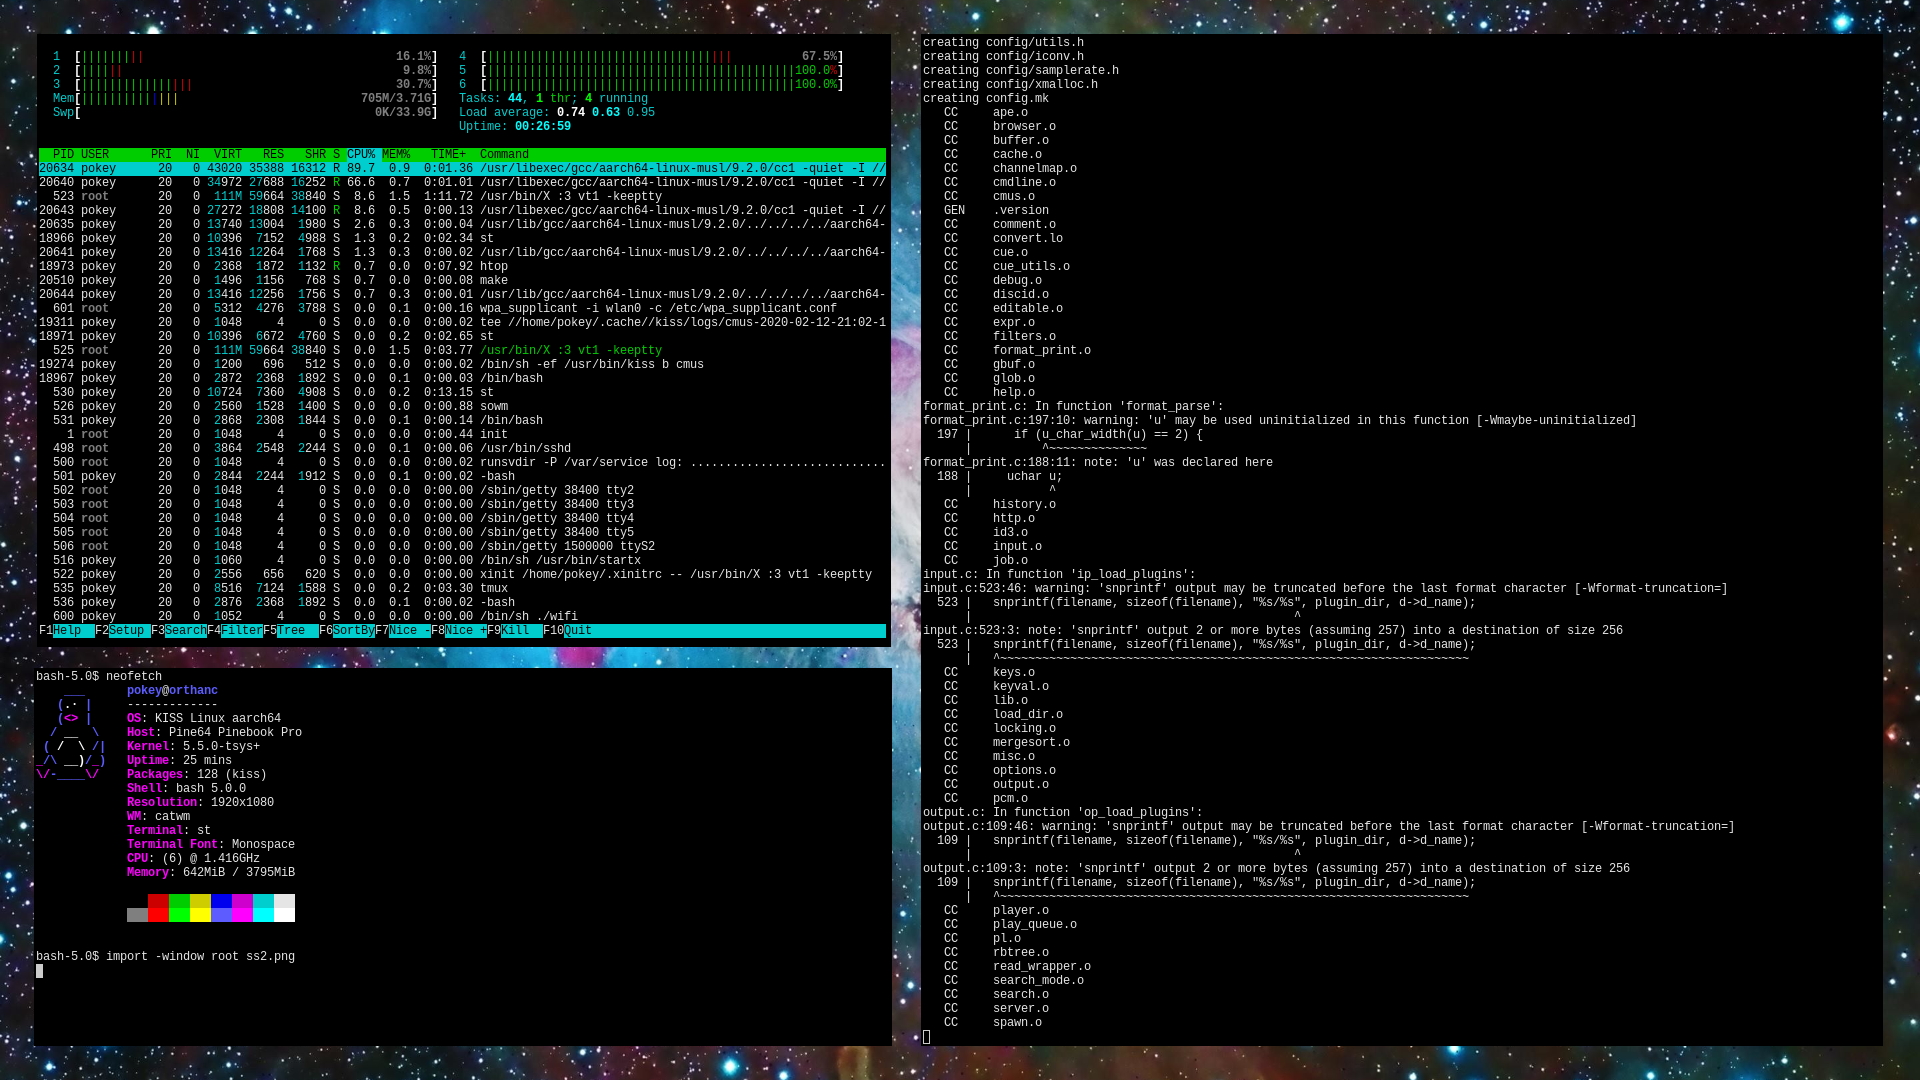 1  [||||||||| 16.1%]
2  [|||||| 9.8%]
3  [|||||||||||||||| 30.7%]
Mem[|||||||||||||| 705M/3.71G]
Swp[ 0K/33.9G]
4  [||||||||||||||||||||||||||||||||||| 67.5%]
5  [||||||||||||||||||||||||||||||||||||||||||||100.0%]
6  [||||||||||||||||||||||||||||||||||||||||||||100.0%]
Tasks: 44, 1 thr; 4 running
Load average: 0.74 0.63 0.95
Uptime: 00:26:59
PID USER PRI NI VIRT RES SHR S CPU% MEM% TIME+ Command
20634 pokey 20 0 43020 35388 16312 R 89.7 0.9 0:01.36 /usr/libexec/gcc/aarch64-linux-musl/9.2.0/cc1 -quiet -I //
20640 pokey 20 0 34972 27688 16252 R 66.6 0.7 0:01.01 /usr/libexec/gcc/aarch64-linux-musl/9.2.0/cc1 -quiet -I //
523 root 20 0 111M 59664 38840 S 8.6 1.5 1:11.72 /usr/bin/X :3 vt1 -keeptty
20643 pokey 20 0 27272 18808 14100 R 8.6 0.5 0:00.13 /usr/libexec/gcc/aarch64-linux-musl/9.2.0/cc1 -quiet -I //
20635 pokey 20 0 13740 13004 1980 S 2.6 0.3 0:00.04 /usr/lib/gcc/aarch64-linux-musl/9.2.0/../../../../aarch64-
18966 pokey 20 0 10396 7152 4988 S 1.3 0.2 0:02.34 st
20641 pokey 20 0 13416 12264 1768 S 1.3 0.3 0:00.02 /usr/lib/gcc/aarch64-linux-musl/9.2.0/../../../../aarch64-
18973 pokey 20 0 2368 1872 1132 R 0.7 0.0 0:07.92 htop
20510 pokey 20 0 1496 1156 768 S 0.7 0.0 0:00.08 make
20644 pokey 20 0 13416 12256 1756 S 0.7 0.3 0:00.01 /usr/lib/gcc/aarch64-linux-musl/9.2.0/../../../../aarch64-
601 root 20 0 5312 4276 3788 S 0.0 0.1 0:00.16 wpa_supplicant -i wlan0 -c /etc/wpa_supplicant.conf
19311 pokey 20 0 1048 4 0 S 0.0 0.0 0:00.02 tee //home/pokey/.cache//kiss/logs/cmus-2020-02-12-21:02-1
18971 pokey 20 0 10396 6672 4760 S 0.0 0.2 0:02.65 st
525 root 20 0 111M 59664 38840 S 0.0 1.5 0:03.77 /usr/bin/X :3 vt1 -keeptty
19274 pokey 20 0 1200 696 512 S 0.0 0.0 0:00.02 /bin/sh -ef /usr/bin/kiss b cmus
18967 pokey 20 0 2872 2368 1892 S 0.0 0.1 0:00.03 /bin/bash
530 pokey 20 0 10724 7360 4908 S 0.0 0.2 0:13.15 st
526 pokey 20 0 2560 1528 1400 S 0.0 0.0 0:00.88 sowm
531 pokey 20 0 2868 2308 1844 S 0.0 0.1 0:00.14 /bin/bash
1 root 20 0 1048 4 0 S 0.0 0.0 0:00.44 init
498 root 20 0 3864 2548 2244 S 0.0 0.1 0:00.06 /usr/bin/sshd
500 root 20 0 1048 4 0 S 0.0 0.0 0:00.02 runsvdir -P /var/service log: ............................
501 pokey 20 0 2844 2244 1912 S 0.0 0.1 0:00.02 -bash
502 root 20 0 1048 4 0 S 0.0 0.0 0:00.00 /sbin/getty 38400 tty2
503 root 20 0 1048 4 0 S 0.0 0.0 0:00.00 /sbin/getty 38400 tty3
504 root 20 0 1048 4 0 S 0.0 0.0 0:00.00 /sbin/getty 38400 tty4
505 root 20 0 1048 4 0 S 0.0 0.0 0:00.00 /sbin/getty 38400 tty5
506 root 20 0 1048 4 0 S 0.0 0.0 0:00.00 /sbin/getty 1500000 ttyS2
516 pokey 20 0 1060 4 0 S 0.0 0.0 0:00.00 /bin/sh /usr/bin/startx
522 pokey 20 0 2556 656 620 S 0.0 0.0 0:00.00 xinit /home/pokey/.xinitrc -- /usr/bin/X :3 vt1 -keeptty
535 pokey 20 0 8516 7124 1588 S 0.0 0.2 0:03.30 tmux
536 pokey 20 0 2876 2368 1892 S 0.0 0.1 0:00.02 -bash
600 pokey 20 0 1052 4 0 S 0.0 0.0 0:00.00 /bin/sh ./wifi
F1Help  F2Setup F3SearchF4FilterF5Tree  F6SortByF7Nice -F8Nice +F9Kill  F10Quit
bash-5.0$ neofetch
    ___      pokey@orthanc
   (.· |     -------------
   (<> |     OS: KISS Linux aarch64
  / __  \    Host: Pine64 Pinebook Pro
 ( /  \ /|   Kernel: 5.5.0-tsys+
_/\ __)/_)   Uptime: 25 mins
\/-____\/    Packages: 128 (kiss)
Shell: bash 5.0.0
Resolution: 1920x1080
WM: catwm
Terminal: st
Terminal Font: Monospace
CPU: (6) @ 1.416GHz
Memory: 642MiB / 3795MiB
bash-5.0$ import -window root ss2.png
creating config/utils.h
creating config/iconv.h
creating config/samplerate.h
creating config/xmalloc.h
creating config.mk
CC     ape.o
CC     browser.o
CC     buffer.o
CC     cache.o
CC     channelmap.o
CC     cmdline.o
CC     cmus.o
GEN    .version
CC     comment.o
CC     convert.lo
CC     cue.o
CC     cue_utils.o
CC     debug.o
CC     discid.o
CC     editable.o
CC     expr.o
CC     filters.o
CC     format_print.o
CC     gbuf.o
CC     glob.o
CC     help.o
format_print.c: In function 'format_parse':
format_print.c:197:10: warning: 'u' may be used uninitialized in this function [-Wmaybe-uninitialized]
197 |      if (u_char_width(u) == 2) {
|          ^~~~~~~~~~~~~~~
format_print.c:188:11: note: 'u' was declared here
188 |     uchar u;
|           ^
CC     history.o
CC     http.o
CC     id3.o
CC     input.o
CC     job.o
input.c: In function 'ip_load_plugins':
input.c:523:46: warning: 'snprintf' output may be truncated before the last format character [-Wformat-truncation=]
523 |   snprintf(filename, sizeof(filename), "%s/%s", plugin_dir, d->d_name);
|                                              ^
input.c:523:3: note: 'snprintf' output 2 or more bytes (assuming 257) into a destination of size 256
523 |   snprintf(filename, sizeof(filename), "%s/%s", plugin_dir, d->d_name);
|   ^~~~~~~~~~~~~~~~~~~~~~~~~~~~~~~~~~~~~~~~~~~~~~~~~~~~~~~~~~~~~~~~~~~~
CC     keys.o
CC     keyval.o
CC     lib.o
CC     load_dir.o
CC     locking.o
CC     mergesort.o
CC     misc.o
CC     options.o
CC     output.o
CC     pcm.o
output.c: In function 'op_load_plugins':
output.c:109:46: warning: 'snprintf' output may be truncated before the last format character [-Wformat-truncation=]
109 |   snprintf(filename, sizeof(filename), "%s/%s", plugin_dir, d->d_name);
|                                              ^
output.c:109:3: note: 'snprintf' output 2 or more bytes (assuming 257) into a destination of size 256
109 |   snprintf(filename, sizeof(filename), "%s/%s", plugin_dir, d->d_name);
|   ^~~~~~~~~~~~~~~~~~~~~~~~~~~~~~~~~~~~~~~~~~~~~~~~~~~~~~~~~~~~~~~~~~~~
CC     player.o
CC     play_queue.o
CC     pl.o
CC     rbtree.o
CC     read_wrapper.o
CC     search_mode.o
CC     search.o
CC     server.o
CC     spawn.o